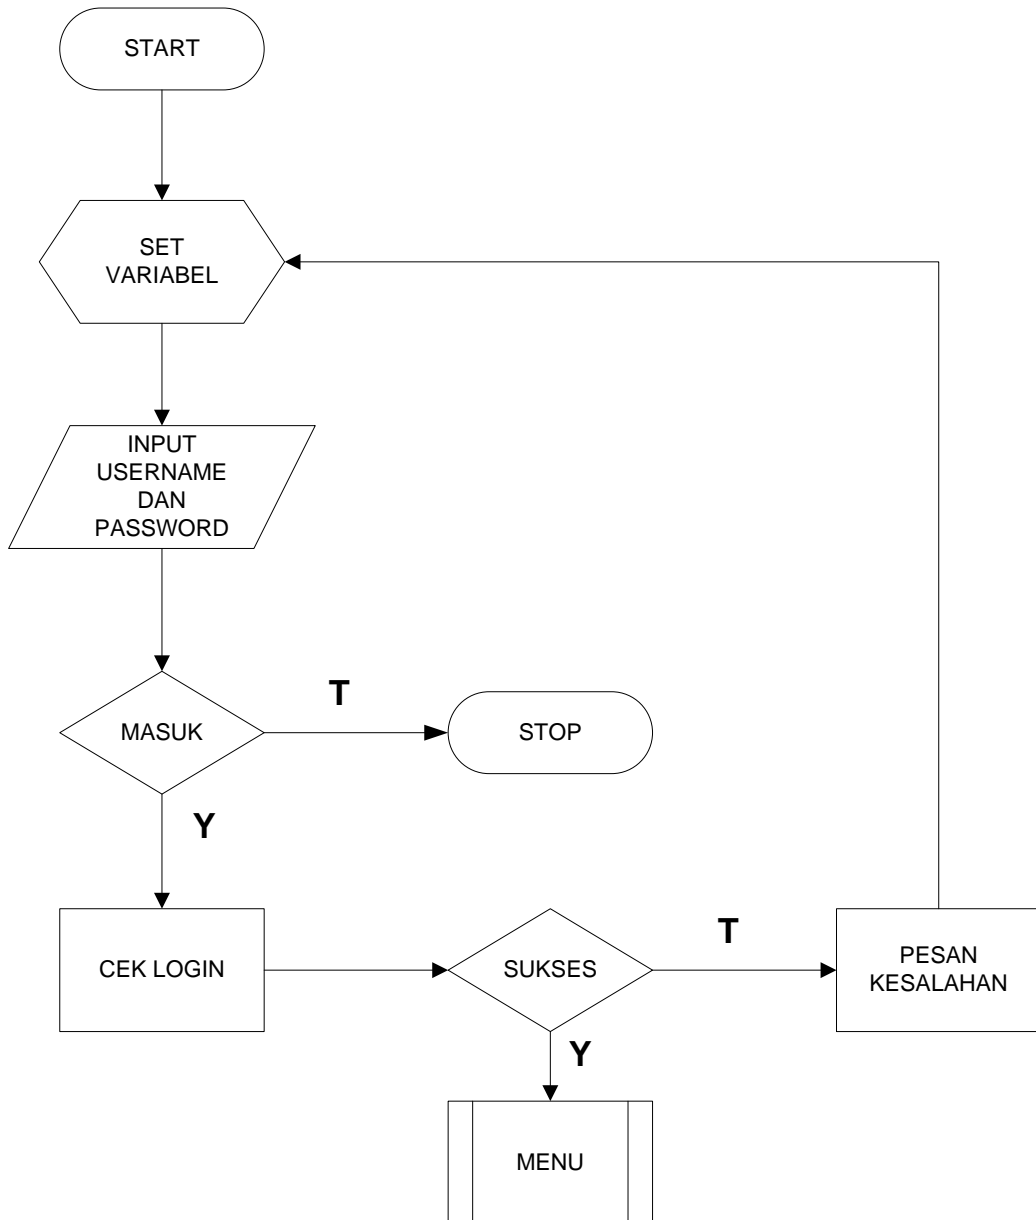 START
SET
VARIABEL
INPUT
USERNAME
DAN
PASSWORD
MASUK
T
STOP
Y
CEK LOGIN
SUKSES
T
PESAN
KESALAHAN
Y
MENU